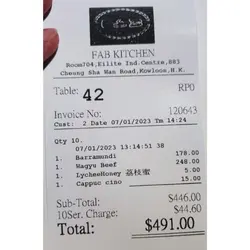 FAB KITCHEN
Room704,Eilite Ind.Centre,883
Cheung Sha Wan Road,Kowloon,H.K.
Table: 42 RP0
Invoice No: 120643
Cust: 2 Date 07/01/2023 Tm 14:24
Qty 10.
07/01/2023 13:14:51 38
1. Barramundi 178.00
1. Wagyu Beef 248.00
1. LycheeHoney 荔枝蜜 5.00
1. Cappuc cino 15.00
Sub-Total: $446.00
10Ser. Charge: $44.60
Total: $491.00